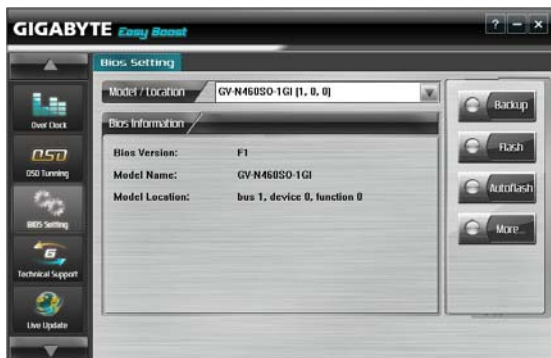 GIGABYTE Easy Boost
? - x
Bios Setting
Over Clock
OSD Tunning
BIOS Setting
6
Technical Support
Live Update
Model / Location
GV-N460SO-1GI (1, 0, 0)
Bios Information
Bios Version: F1
Model Name: GV-N460SO-1GI
Model Location: bus 1, device 0, function 0
Backup
Flash
Autoflash
More...